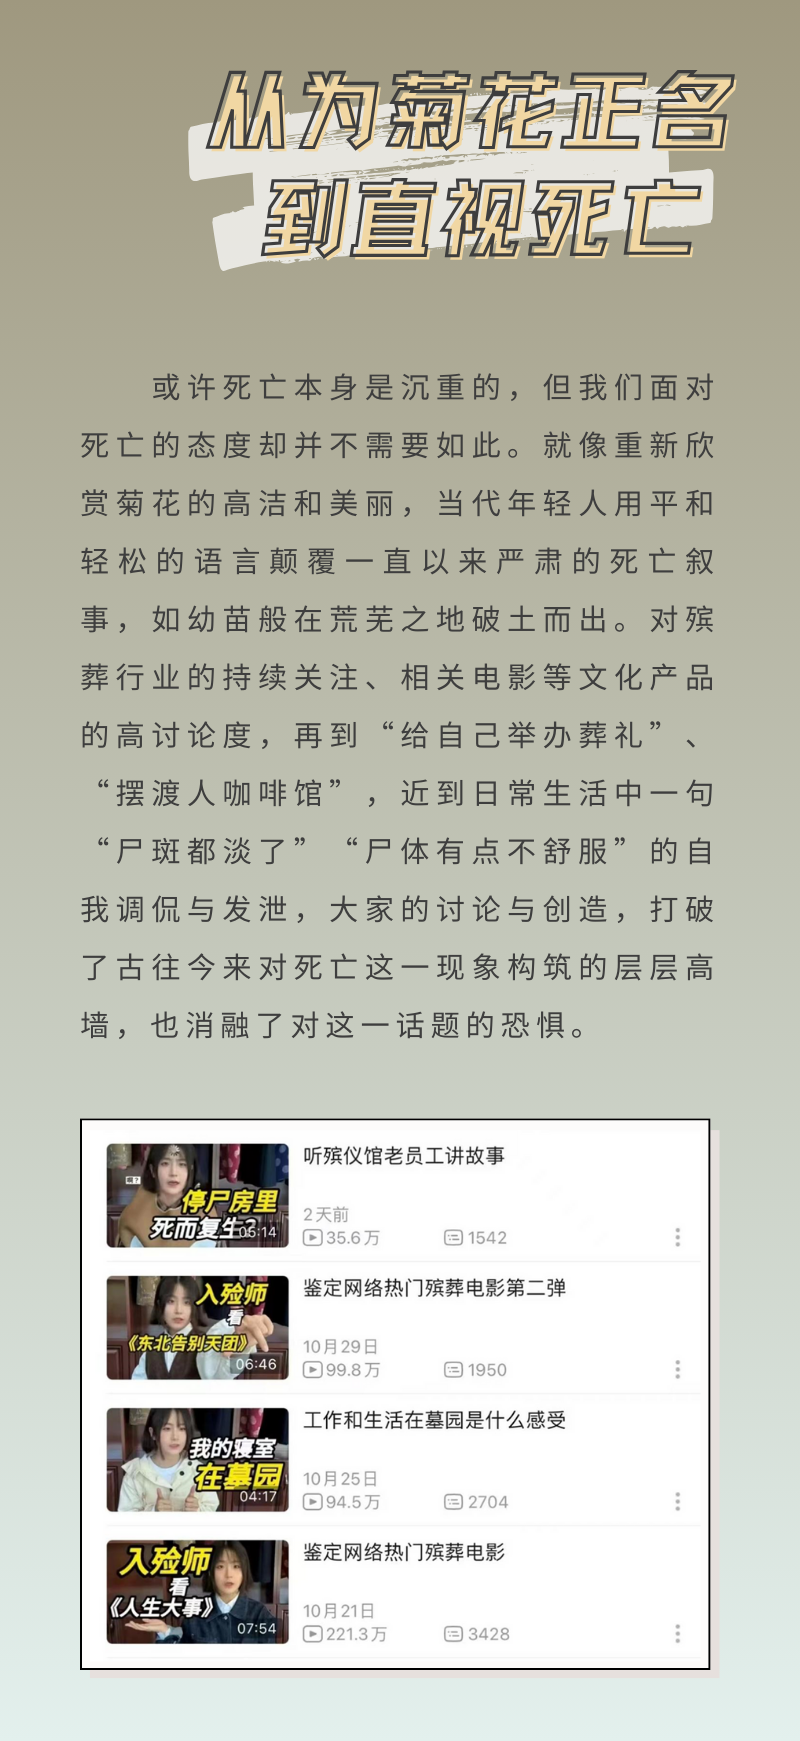 从为菊花正名
到直视死亡
或许死亡本身是沉重的，但我们面对
死亡的态度却并不需要如此。就像重新欣
赏菊花的高洁和美丽，当代年轻人用平和
轻松的语言颠覆一直以来严肃的死亡叙
事，如幼苗般在荒芜之地破土而出。对殡
葬行业的持续关注、相关电影等文化产品
的高讨论度，再到“给自己举办葬礼”、
“摆渡人咖啡馆”，近到日常生活中一句
“尸斑都淡了”“尸体有点不舒服”的自
我调侃与发泄，大家的讨论与创造，打破
了古往今来对死亡这一现象构筑的层层高
墙，也消融了对这一话题的恐惧。
啊？
停尸房里
死而复生？
05:14
听殡仪馆老员工讲故事
2天前
35.6万 1542
入殓师
看
《东北告别天团》
06:46
鉴定网络热门殡葬电影第二弹
10月29日
99.8万 1950
我的寝室
在墓园
04:17
工作和生活在墓园是什么感受
10月25日
94.5万 2704
入殓师
看
《人生大事》
07:54
鉴定网络热门殡葬电影
10月21日
221.3万 3428